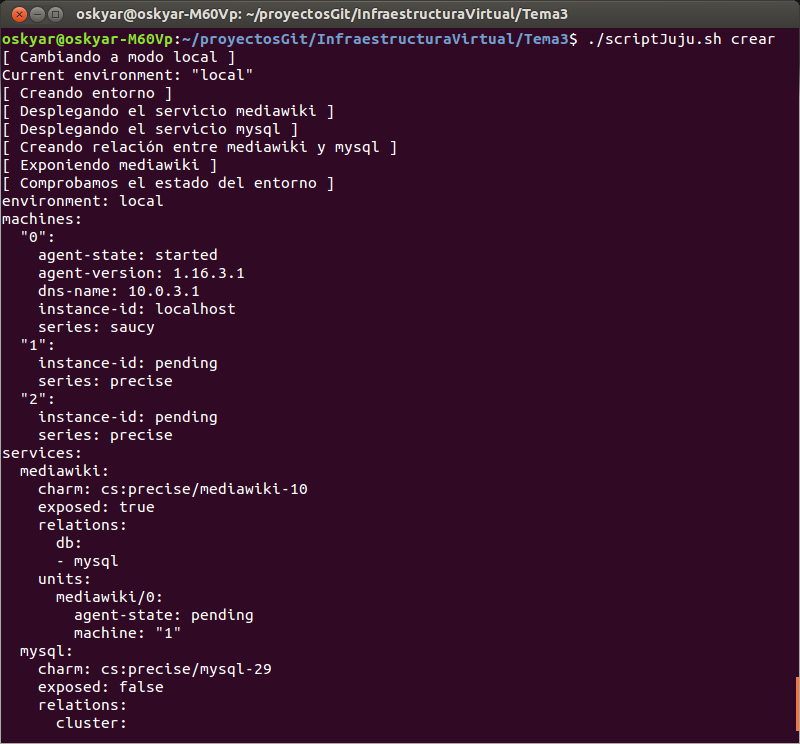 oskyar@oskyar-M60Vp: ~/proyectosGit/InfraestructuraVirtual/Tema3
oskyar@oskyar-M60Vp:~/proyectosGit/InfraestructuraVirtual/Tema3$ ./scriptJuju.sh crear
[ Cambiando a modo local ]
Current environment: "local"
[ Creando entorno ]
[ Desplegando el servicio mediawiki ]
[ Desplegando el servicio mysql ]
[ Creando relación entre mediawiki y mysql ]
[ Exponiendo mediawiki ]
[ Comprobamos el estado del entorno ]
environment: local
machines:
  "0":
    agent-state: started
    agent-version: 1.16.3.1
    dns-name: 10.0.3.1
    instance-id: localhost
    series: saucy
  "1":
    instance-id: pending
    series: precise
  "2":
    instance-id: pending
    series: precise
services:
  mediawiki:
    charm: cs:precise/mediawiki-10
    exposed: true
    relations:
      db:
      - mysql
    units:
      mediawiki/0:
        agent-state: pending
        machine: "1"
  mysql:
    charm: cs:precise/mysql-29
    exposed: false
    relations:
      cluster: